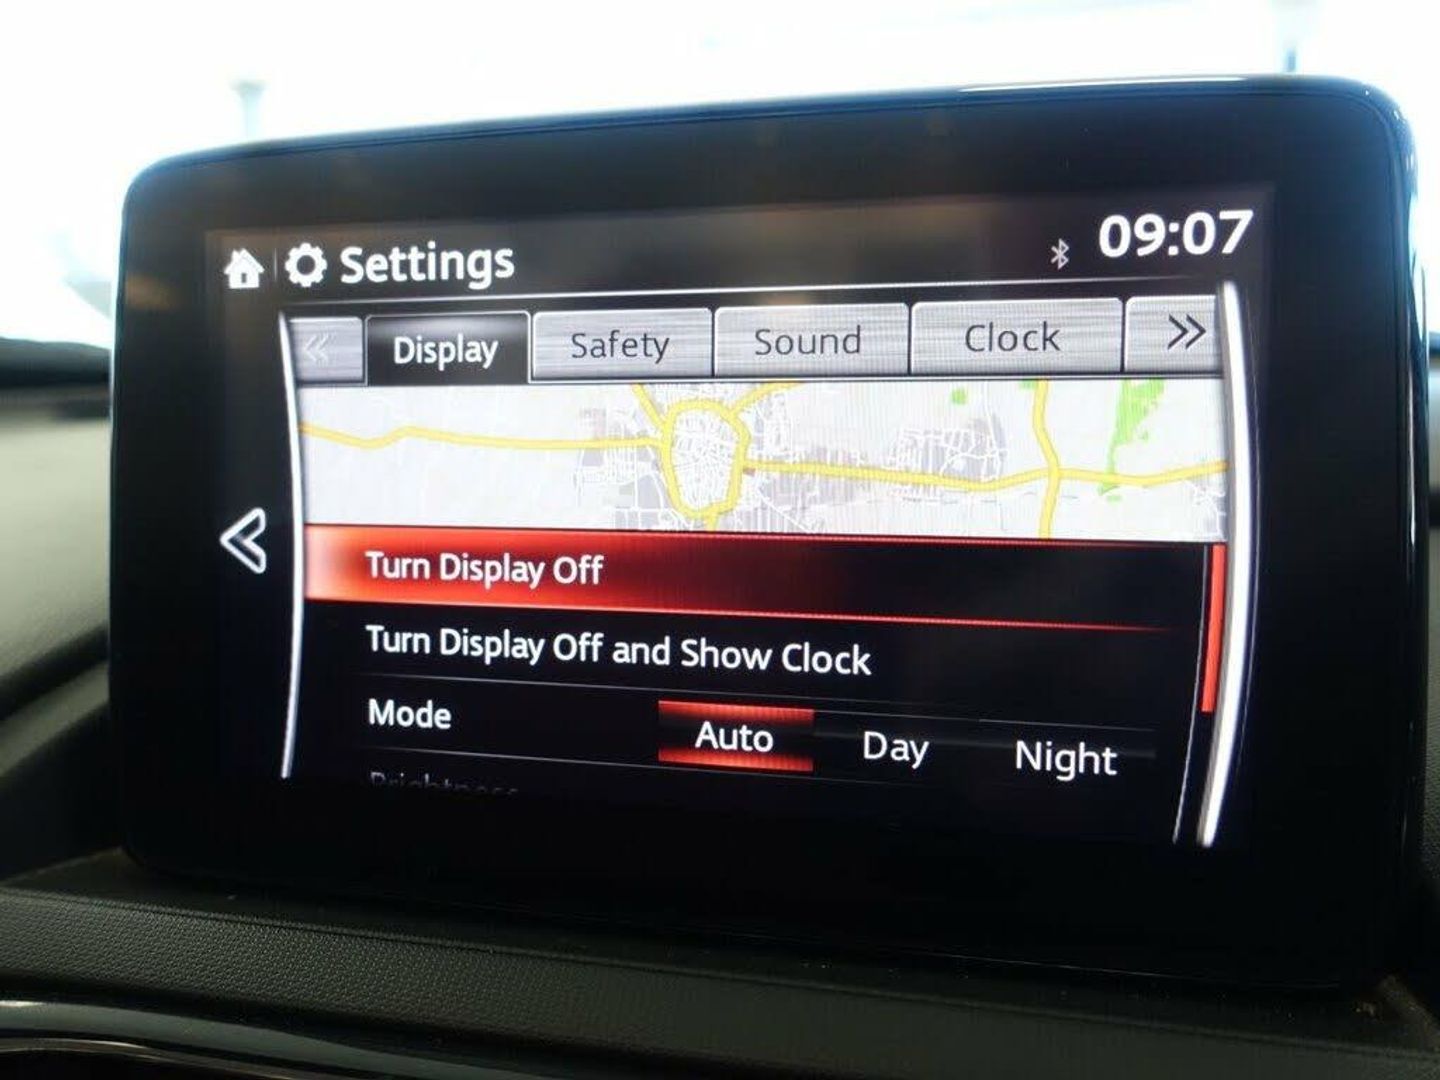 Settings
09:07
Display Safety Sound Clock
Turn Display Off
Turn Display Off and Show Clock
Mode Auto Day Night
Brightness